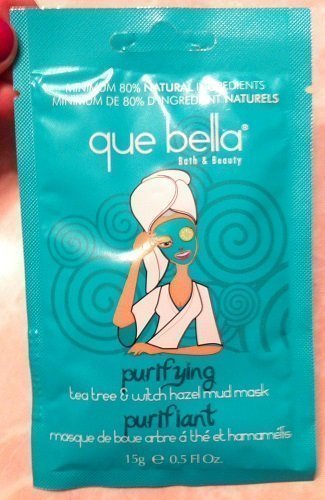 MINIMUM 80% NATURAL INGREDIENTS
MINIMUM DE 80% D'INGREDIENT NATURELS
que bella®
Bath & Beauty
purifying
tea tree & witch hazel mud mask
purifiant
masque de boue arbre á thé et hamamélis
15g e 0.5 Fl Oz.